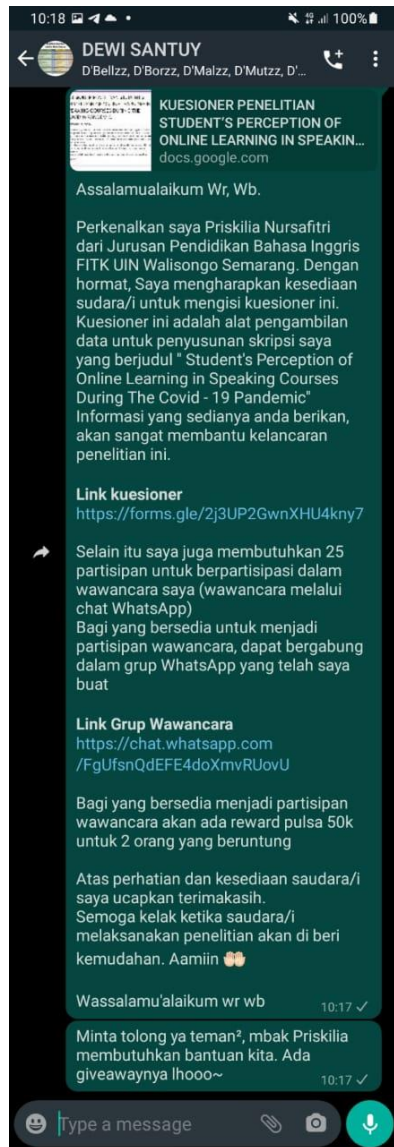 10:18
100%
DEWI SANTUY
D'Bellzz, D'Borzz, D'Malzz, D'Mutzz, D'...
KUESIONER PENELITIAN
STUDENT'S PERCEPTION OF
ONLINE LEARNING IN SPEAKIN...
docs.google.com
Assalamualaikum Wr, Wb.
Perkenalkan saya Priskilia Nursafitri
dari Jurusan Pendidikan Bahasa Inggris
FITK UIN Walisongo Semarang. Dengan
hormat, Saya mengharapkan kesediaan
sudara/i untuk mengisi kuesioner ini.
Kuesioner ini adalah alat pengambilan
data untuk penyusunan skripsi saya
yang berjudul " Student's Perception of
Online Learning in Speaking Courses
During The Covid - 19 Pandemic"
Informasi yang sedianya anda berikan,
akan sangat membantu kelancaran
penelitian ini.
Link kuesioner
https://forms.gle/2j3UP2GwnXHU4kny7
Selain itu saya juga membutuhkan 25
partisipan untuk berpartisipasi dalam
wawancara saya (wawancara melalui
chat WhatsApp)
Bagi yang bersedia untuk menjadi
partisipan wawancara, dapat bergabung
dalam grup WhatsApp yang telah saya
buat
Link Grup Wawancara
https://chat.whatsapp.com
/FgUfsnQdEFE4doXmvRUovU
Bagi yang bersedia menjadi partisipan
wawancara akan ada reward pulsa 50k
untuk 2 orang yang beruntung
Atas perhatian dan kesediaan saudara/i
saya ucapkan terimakasih.
Semoga kelak ketika saudara/i
melaksanakan penelitian akan di beri
kemudahan. Aamiin 🤲🏻
Wassalamu'alaikum wr wb
10:17
Minta tolong ya teman², mbak Priskilia
membutuhkan bantuan kita. Ada
giveawaynya lhooo~
10:17
Type a message